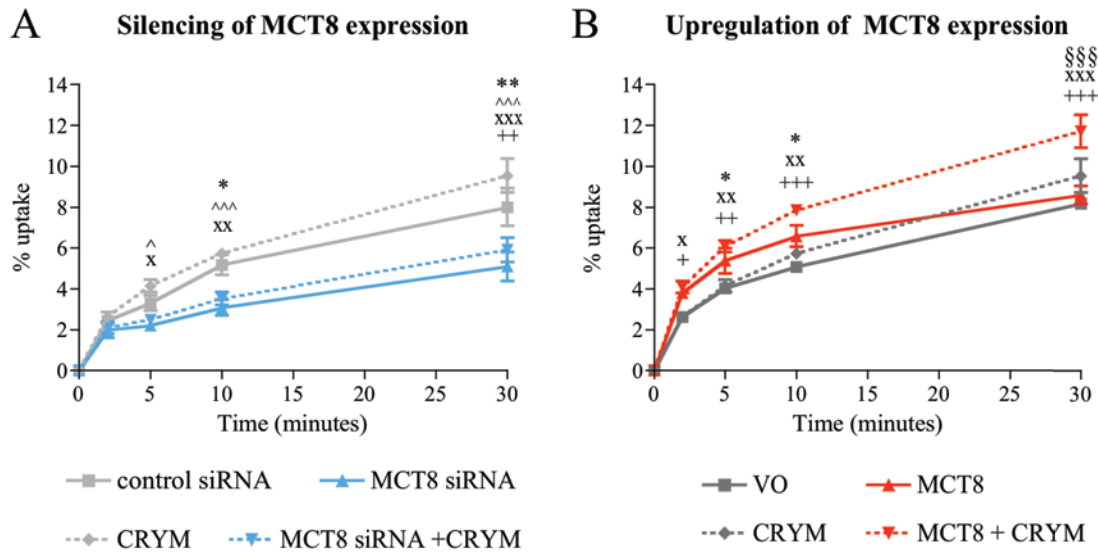 A Silencing of MCT8 expression
% uptake
14
12
10
8
6
4
2
0
^
x
*
^^^
xx
**
^^^
xxx
++
0 5 10 15 20 25 30
Time (minutes)
control siRNA MCT8 siRNA
CRYM MCT8 siRNA +CRYM
B Upregulation of MCT8 expression
% uptake
14
12
10
8
6
4
2
0
x
+
*
xx
++
*
xx
+++
§§§
xxx
+++
0 5 10 15 20 25 30
Time (minutes)
VO MCT8
CRYM MCT8 + CRYM